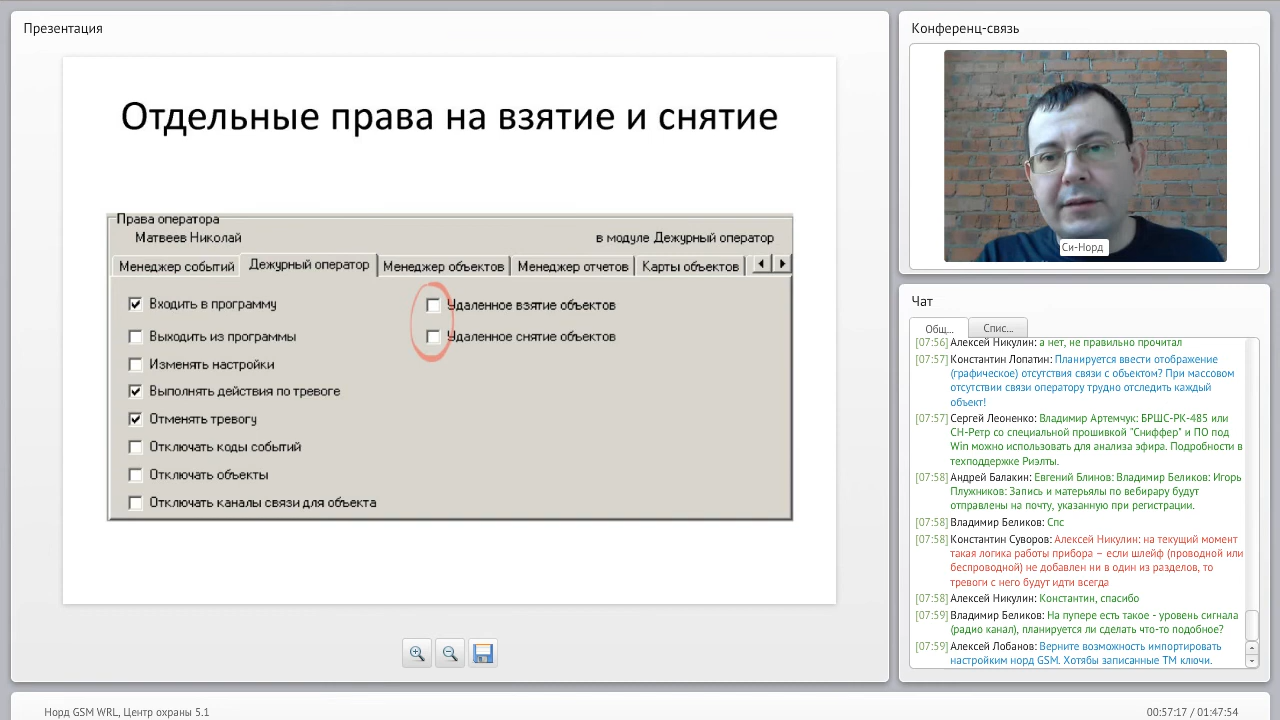 Презентация
Отдельные права на взятие и снятие
Права оператора
Матвеев Николай
в модуле Дежурный оператор
Менеджер событий
Дежурный оператор
Менеджер объектов
Менеджер отчетов
Карты объектов
Входить в программу
Выходить из программы
Изменять настройки
Выполнять действия по тревоге
Отменять тревогу
Отключать коды событий
Отключать объекты
Отключать каналы связи для объекта
Удаленное взятие объектов
Удаленное снятие объектов
Конференц-связь
Си-Норд
Чат
Общ...
Спис...
[07:56] Алексей Никулин: а нет, не правильно прочитал
[07:57] Константин Лопатин: Планируется ввести отображение
(графическое) отсутствия связи с объектом? При массовом
отсутствии связи оператору трудно отследить каждый
объект!
[07:57] Сергей Леоненко: Владимир Артемчук: БРШС-РК-485 или
СН-Ретр со специальной прошивкой "Сниффер" и ПО под
Win можно использовать для анализа эфира. Подробности в
техподдержке Риэлты.
[07:58] Андрей Балакин: Евгений Блинов: Владимир Беликов: Игорь
Плужников: Запись и матерьялы по вебирару будут
отправлены на почту, указанную при регистрации.
[07:58] Владимир Беликов: Спс
[07:58] Константин Суворов: Алексей Никулин: на текущий момент
такая логика работы прибора – если шлейф (проводной или
беспроводной) не добавлен ни в один из разделов, то
тревоги с него будут идти всегда
[07:58] Алексей Никулин: Константин, спасибо
[07:59] Владимир Беликов: На пупере есть такое - уровень сигнала
(радио канал), планируется ли сделать что-то подобное?
[07:59] Алексей Лобанов: Верните возможность импортировать
настройким норд GSM. Хотябы записанные ТМ ключи.
Норд GSM WRL, Центр охраны 5.1
00:57:17 / 01:47:54